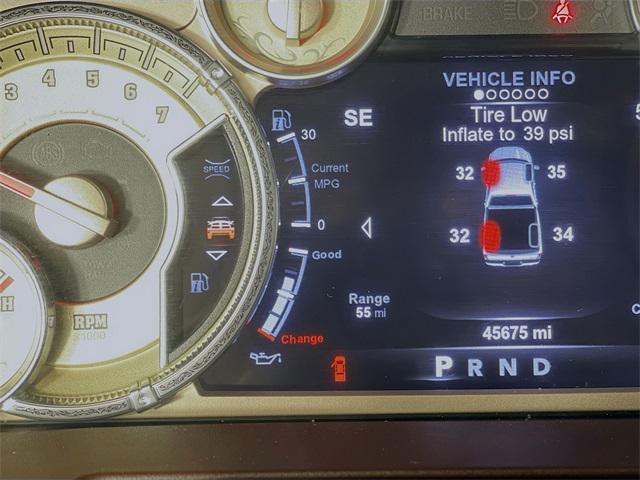 BRAKE
VEHICLE INFO
Tire Low
Inflate to 39 psi
32 35
32 34
SE
30
Current
MPG
0
Good
Change
Range
55 mi
45675 mi
P R N D
3 4 5 6 7
SPEED
RPM
X1000
H